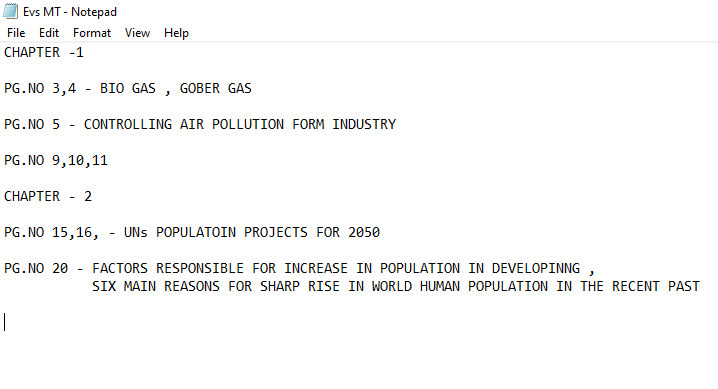 Evs MT - Notepad
File Edit Format View Help
CHAPTER -1
PG.NO 3,4 - BIO GAS , GOBER GAS
PG.NO 5 - CONTROLLING AIR POLLUTION FORM INDUSTRY
PG.NO 9,10,11
CHAPTER - 2
PG.NO 15,16, - UNs POPULATOIN PROJECTS FOR 2050
PG.NO 20 - FACTORS RESPONSIBLE FOR INCREASE IN POPULATION IN DEVELOPINNG ,
SIX MAIN REASONS FOR SHARP RISE IN WORLD HUMAN POPULATION IN THE RECENT PAST